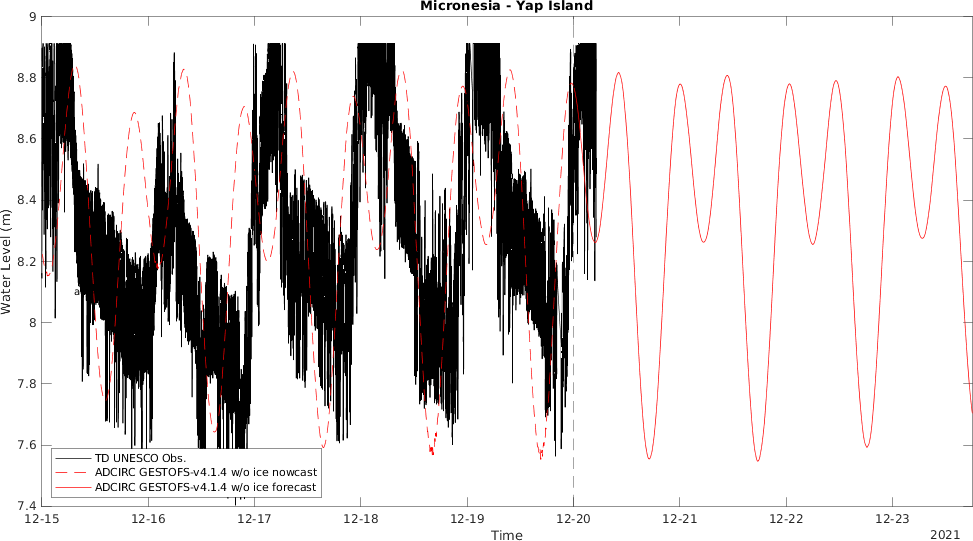 Micronesia - Yap Island
9
8.8
8.6
8.4
8.2
8
7.8
7.6
7.4
Water Level (m)
a
TD UNESCO Obs.
ADCIRC GESTOFS-v4.1.4 w/o ice nowcast
ADCIRC GESTOFS-v4.1.4 w/o ice forecast
12-15 12-16 12-17 12-18 12-19 12-20 12-21 12-22 12-23
Time
2021